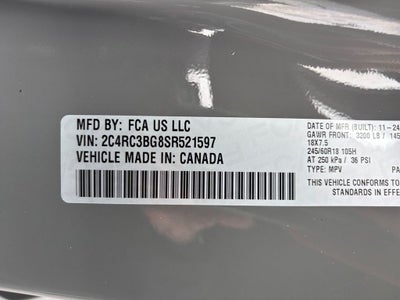 MFD BY: FCA US LLC
VIN: 2C4RC3BG8SR521597
VEHICLE MADE IN: CANADA
DATE OF MFR (BUILT): 11-24
GAWR FRONT: 3200 LB / 145
18X7.5
245/60R18 105H
AT 250 kPa / 36 PSI
TYPE: MPV
THIS VEHICLE CONFORMS TO
STANDARDS IN EFFE